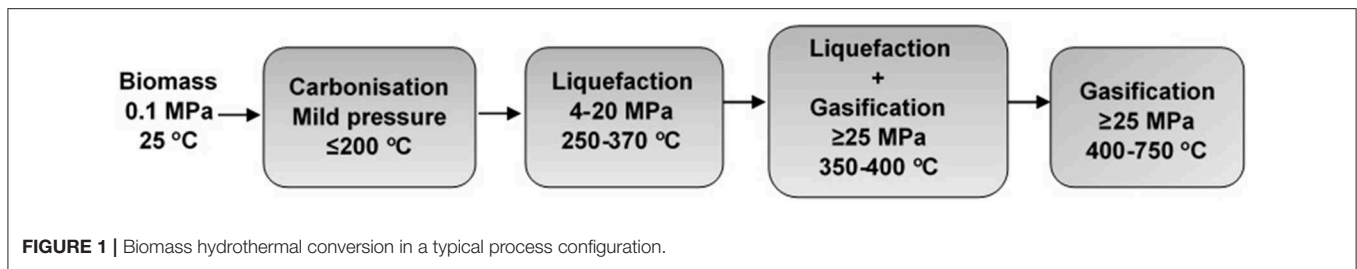 Biomass
0.1 MPa
25 °C
Carbonisation
Mild pressure
≤200 °C
Liquefaction
4-20 MPa
250-370 °C
Liquefaction
+
Gasification
≥25 MPa
350-400 °C
Gasification
≥25 MPa
400-750 °C
FIGURE 1 | Biomass hydrothermal conversion in a typical process configuration.